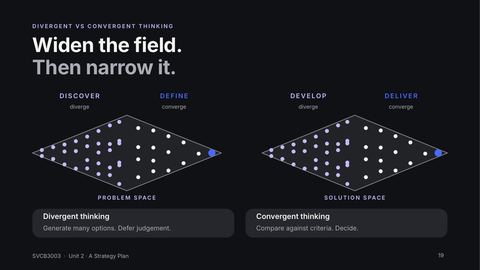 DIVERGENT VS CONVERGENT THINKING
Widen the field.
Then narrow it.
DISCOVER
diverge
DEFINE
converge
DEVELOP
diverge
DELIVER
converge
PROBLEM SPACE
SOLUTION SPACE
Divergent thinking
Generate many options. Defer judgement.
Convergent thinking
Compare against criteria. Decide.
SVCB3003 · Unit 2 · A Strategy Plan
19